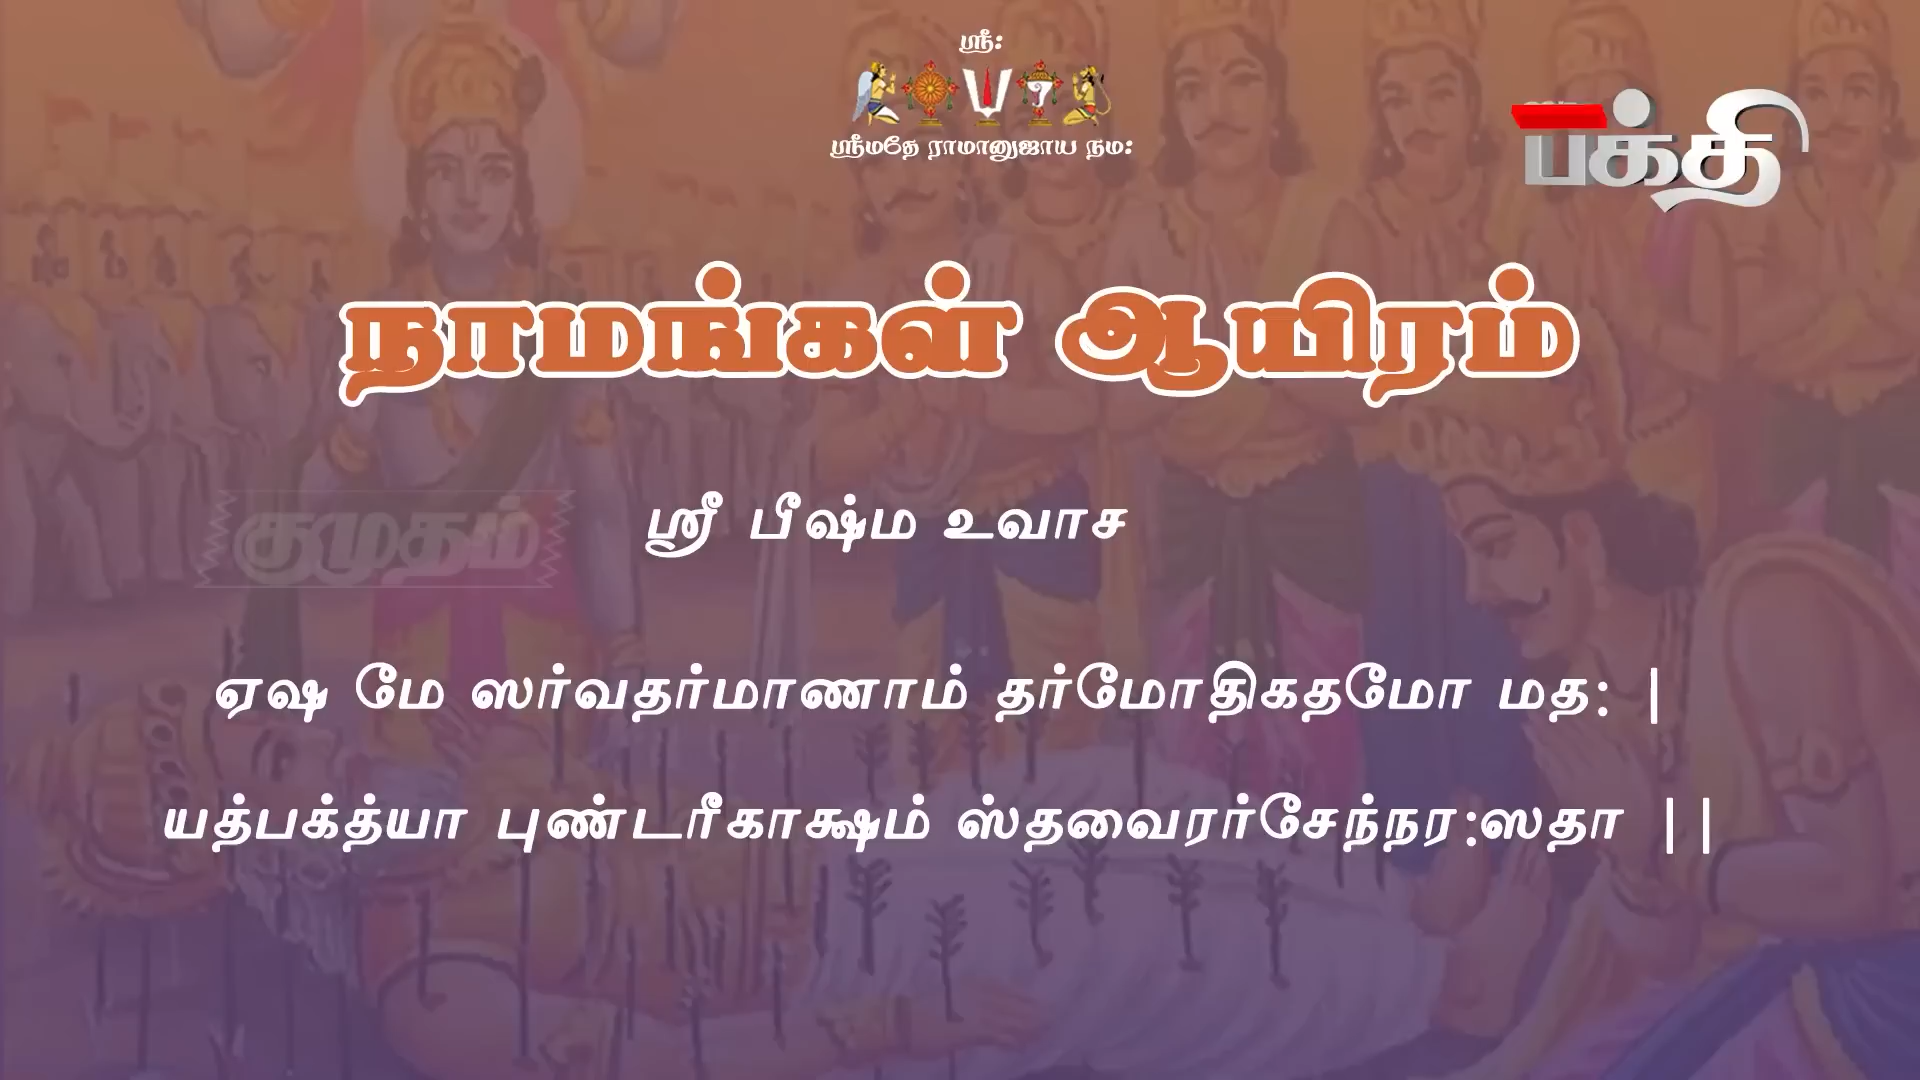 ஸ்ரீ:
ஸ்ரீமதே ராமானுஜாய நம:
பக்தி
நாமங்கள் ஆயிரம்
குமுதம்
ஸ்ரீ பீஷ்ம உவாச
ஏஷ மே ஸர்வதர்மாணாம் தர்மோதிகதமோ மத: |
யத்பக்த்யா புண்டரீகாக்ஷம் ஸ்தவைரர்சேந்நர:ஸதா ||